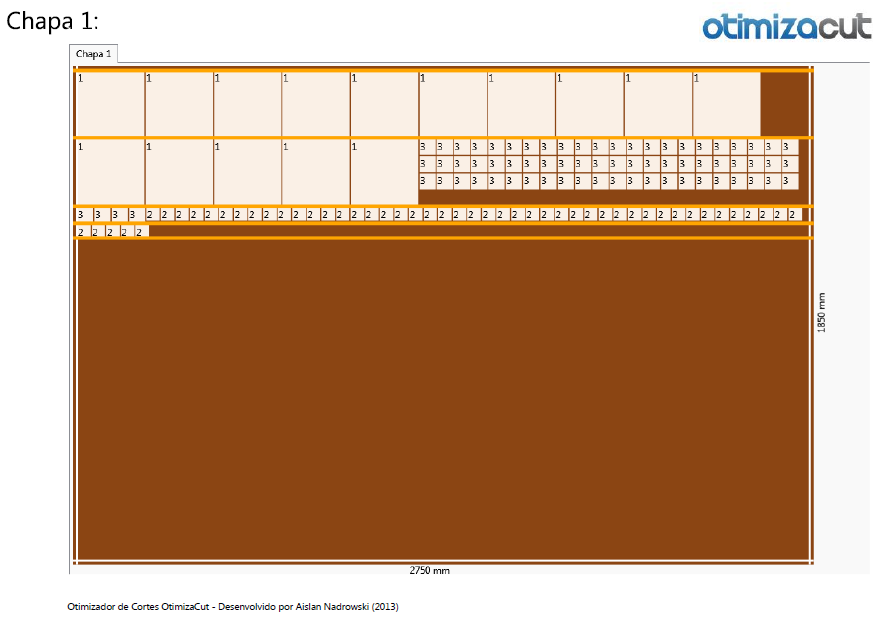 Chapa 1:
otimizacut
Chapa 1
1 1 1 1 1 1 1 1 1 1
1 1 1 1 1 3 3 3 3 3 3 3 3 3 3 3 3 3 3 3 3 3 3 3 3 3 3
3 3 3 3 3 3 3 3 3 3 3 3 3 3 3 3 3 3 3 3 3 3
3 3 3 3 3 3 3 3 3 3 3 3 3 3 3 3 3 3 3 3 3 3
3 3 3 3 2 2 2 2 2 2 2 2 2 2 2 2 2 2 2 2 2 2 2 2 2 2 2 2 2 2 2 2 2 2 2 2 2 2 2 2 2 2 2 2 2 2 2 2 2
2 2 2 2 2
1850 mm
2750 mm
Otimizador de Cortes OtimizaCut - Desenvolvido por Aislan Nadrowski (2013)